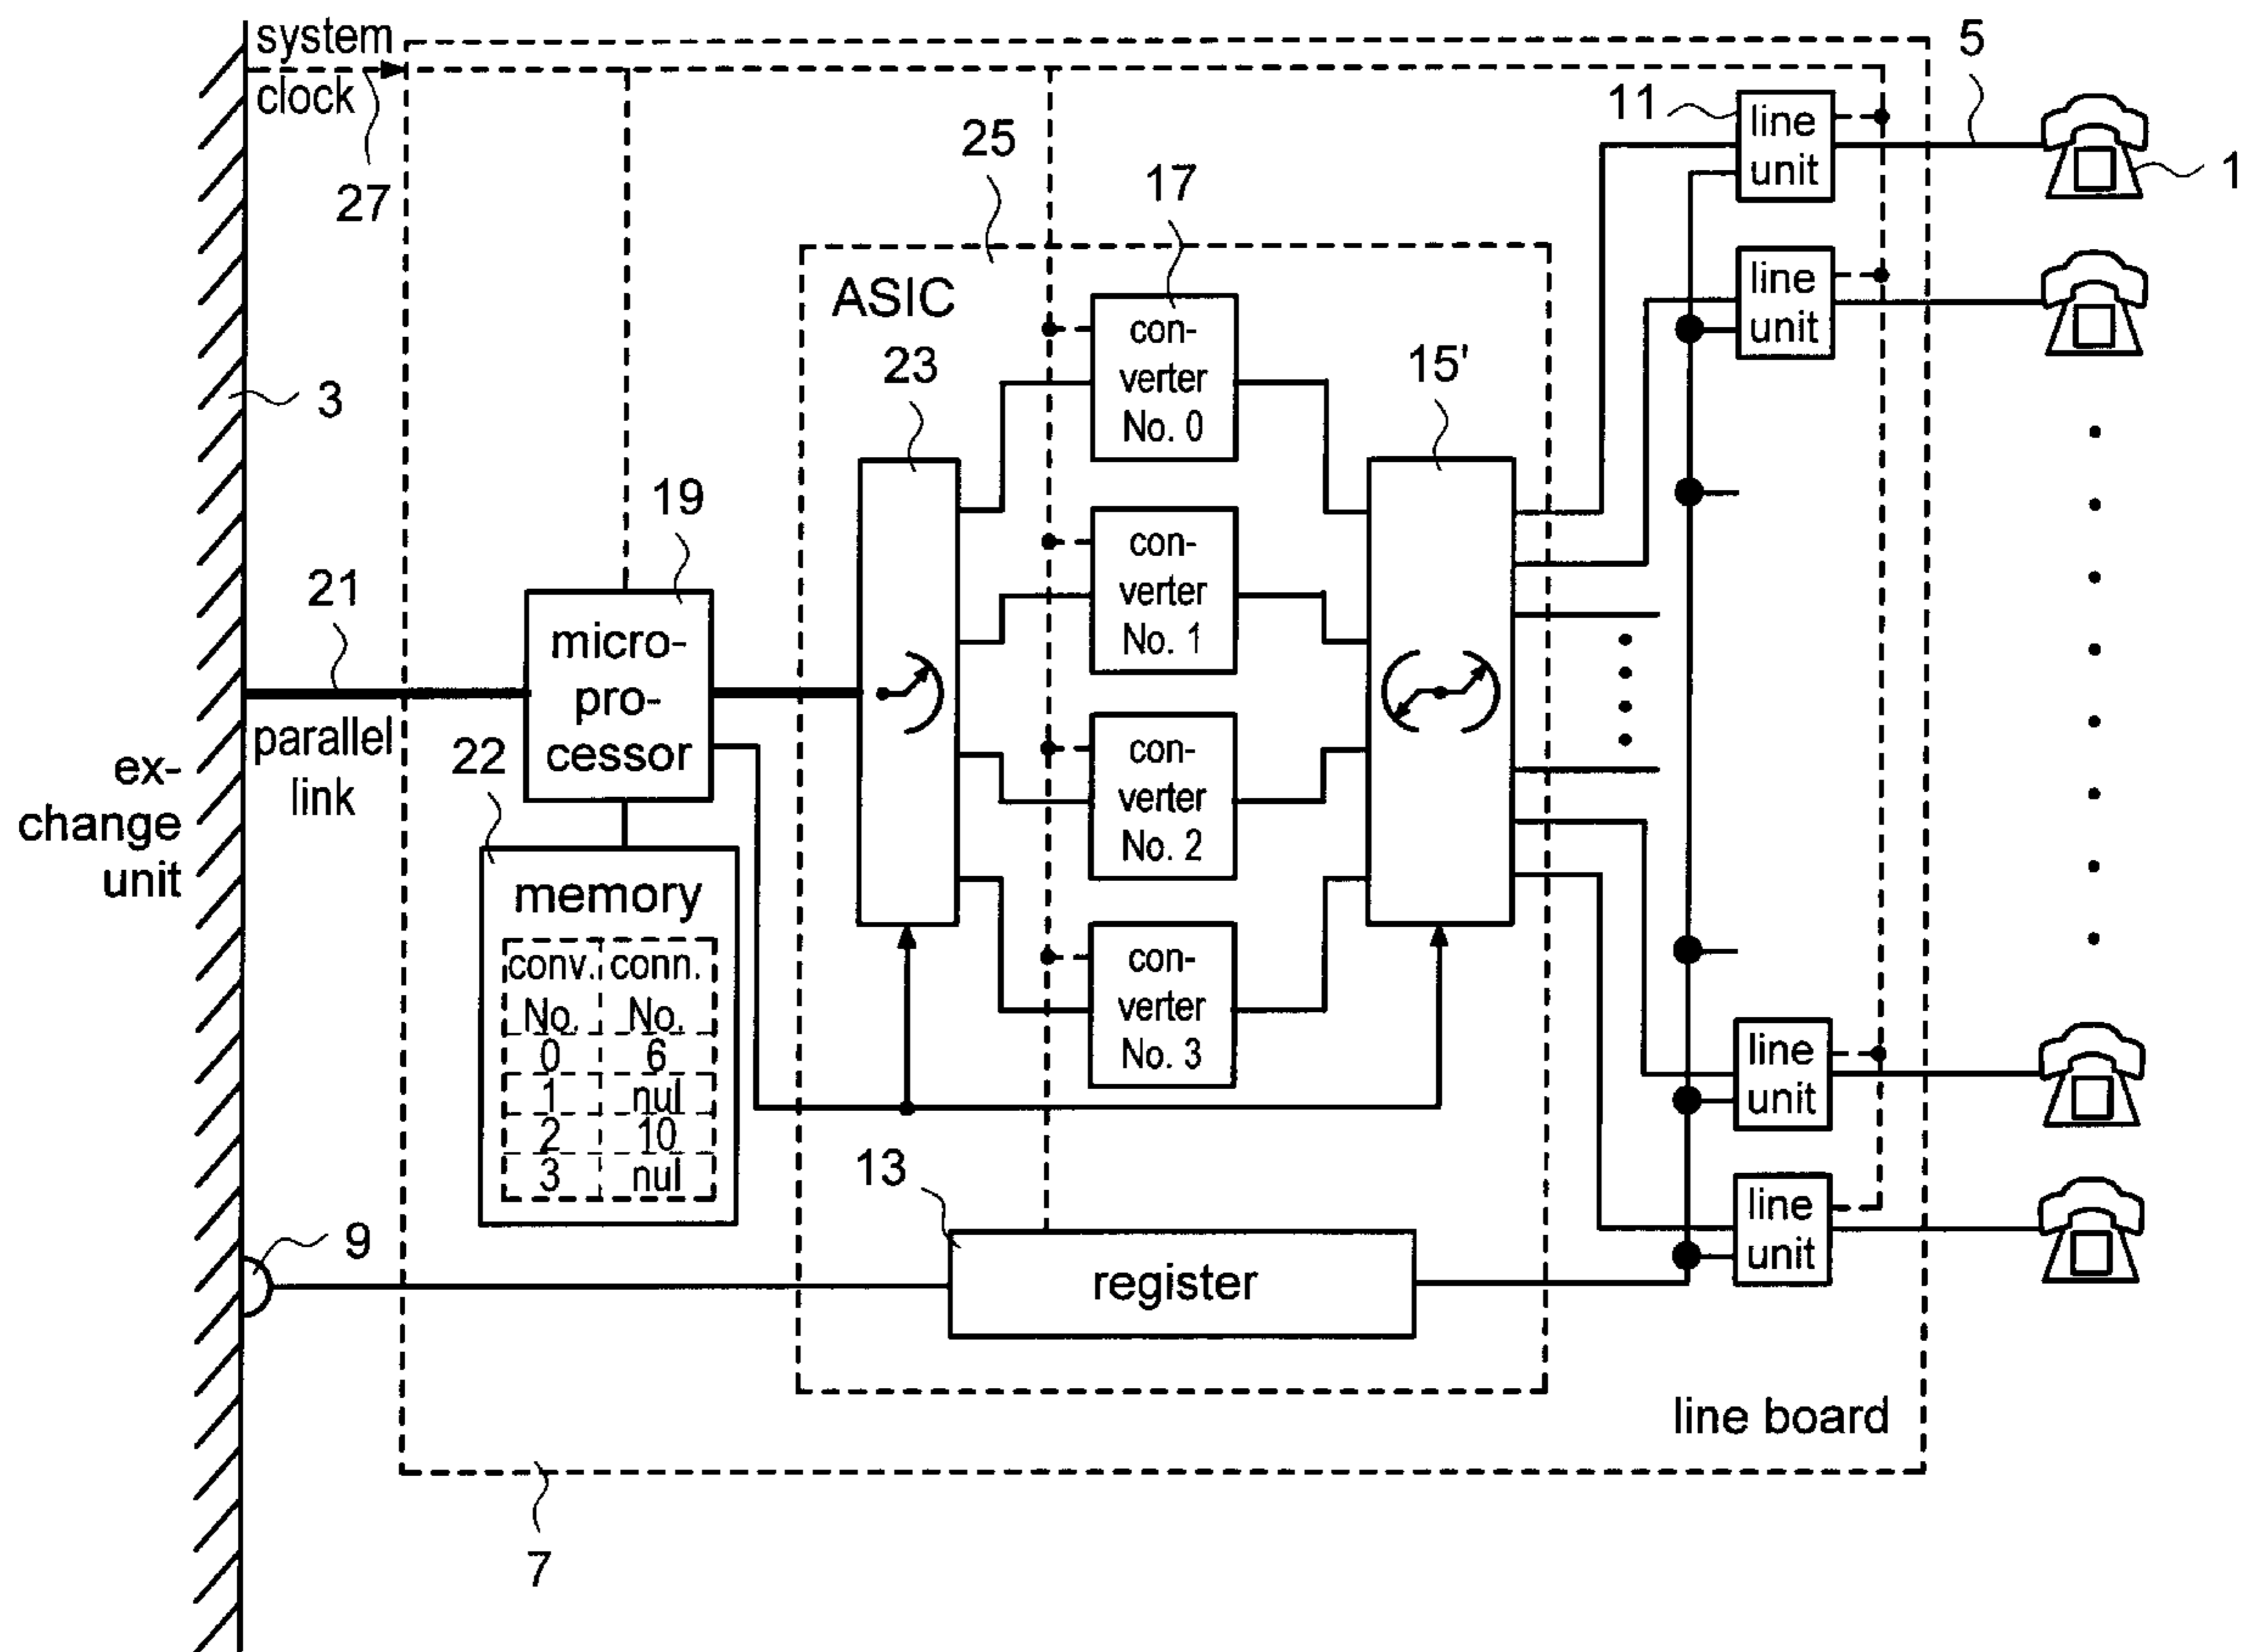 system
clock
27
5
11
line
unit
1
25
17
ASIC
line
unit
con-
verter
No. 0
23
15'
3
19
con-
verter
No. 1
21
micro-
pro-
cessor
parallel
link
22
ex-
change
unit
con-
verter
No. 2
memory
conv. conn.
No. No.
0 6
1 nul
2 10
3 nul
con-
verter
No. 3
line
unit
13
9
register
line
unit
line board
7